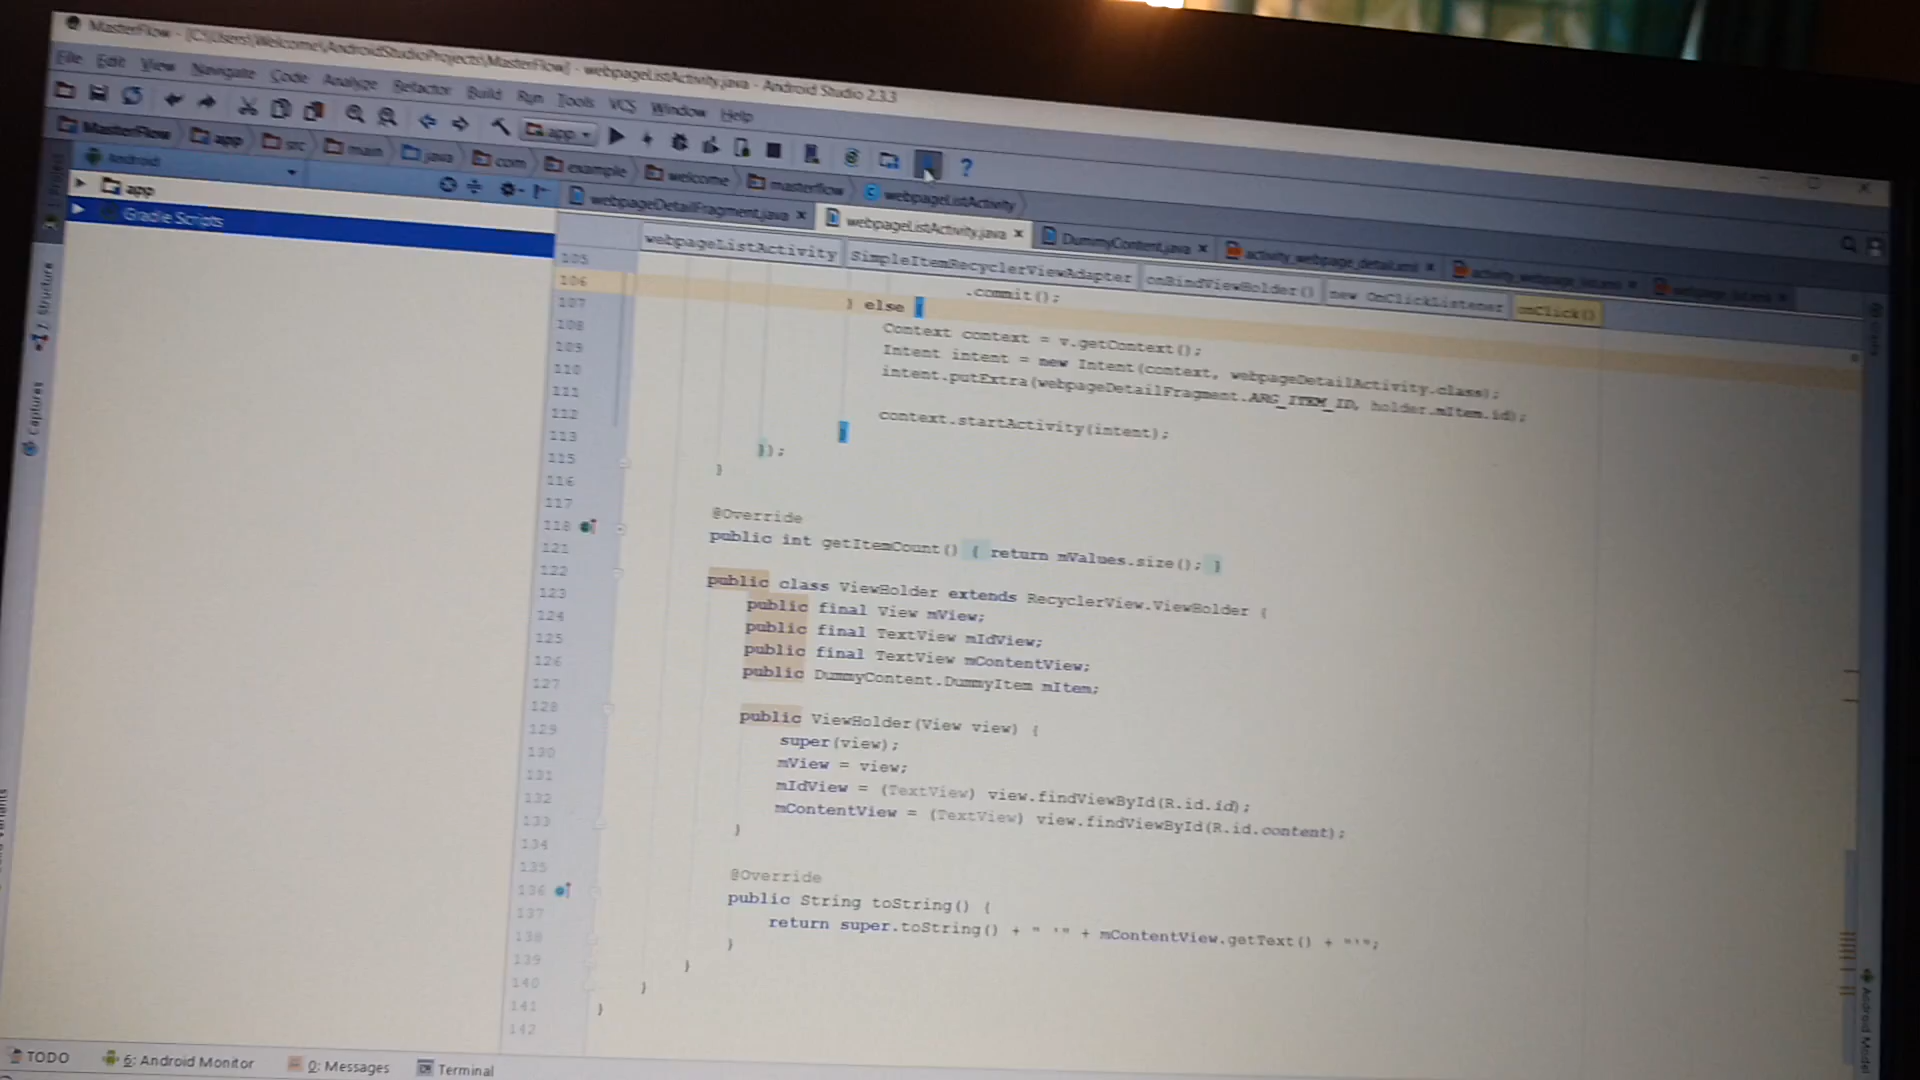 MasterFlow - [C:\Users\Welcome\AndroidStudioProjects\MasterFlow] - webpageListActivity.java - Android Studio 2.3.3
File Edit View Navigate Code Analyze Refactor Build Run Tools VCS Window Help
app
MasterFlow app src main java com example welcome masterflow webpageListActivity
Android
webpageDetailFragment.java webpageListActivity.java DummyContent.java activity_webpage_detail.xml
app
Gradle Scripts
webpageListActivity SimpleItemRecyclerViewAdapter onBindViewHolder() new OnClickListener onClick()
Structure
Captures
Android Model
105
106
107
108
109
110
111
112
113
115
116
117
118
121
122
123
124
125
126
127
128
129
130
131
132
133
134
135
136
137
138
139
140
141
142
.commit();
} else {
Context context = v.getContext();
Intent intent = new Intent(context, webpageDetailActivity.class);
intent.putExtra(webpageDetailFragment.ARG_ITEM_ID, holder.mItem.id);
context.startActivity(intent);
}
});
}
@Override
public int getItemCount() { return mValues.size(); }
public class ViewHolder extends RecyclerView.ViewHolder {
public final View mView;
public final TextView mIdView;
public final TextView mContentView;
public DummyContent.DummyItem mItem;
public ViewHolder(View view) {
super(view);
mView = view;
mIdView = (TextView) view.findViewById(R.id.id);
mContentView = (TextView) view.findViewById(R.id.content);
}
@Override
public String toString() {
return super.toString() + " '" + mContentView.getText() + "'";
}
}
}
}
TODO 6: Android Monitor 0: Messages Terminal